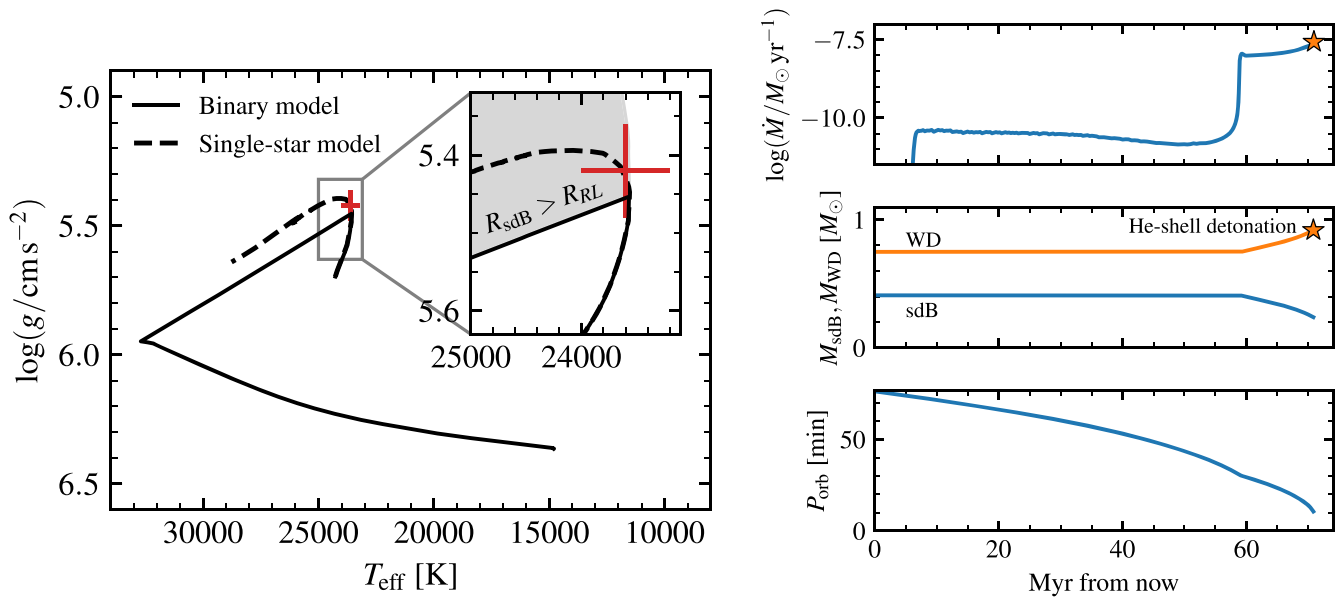 5.0
5.5
6.0
6.5
log(g/cm s⁻²)
30000
25000
20000
15000
10000
T_eff [K]
Binary model
Single-star model
5.4
5.6
25000
24000
R_sdB > R_RL
log(Ṁ/M_⊙ yr⁻¹)
−7.5
−10.0
M_sdB, M_WD [M_⊙]
1
0
He-shell detonation
WD
sdB
P_orb [min]
50
0
0
20
40
60
Myr from now